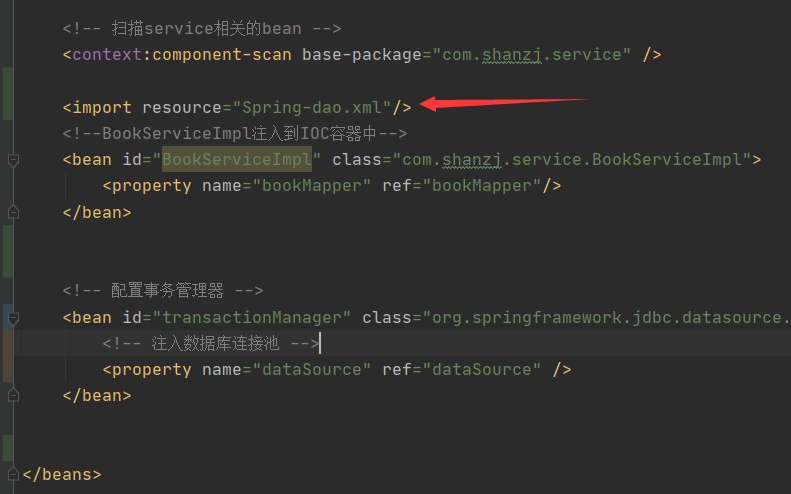 <!-- 扫描service相关的bean -->
<context:component-scan base-package="com.shanzj.service" />
<import resource="Spring-dao.xml"/>
<!--BookServiceImpl注入到IOC容器中-->
<bean id="BookServiceImpl" class="com.shanzj.service.BookServiceImpl">
<property name="bookMapper" ref="bookMapper"/>
</bean>
<!-- 配置事务管理器 -->
<bean id="transactionManager" class="org.springframework.jdbc.datasource.
<!-- 注入数据库连接池 -->
<property name="dataSource" ref="dataSource" />
</bean>
</beans>